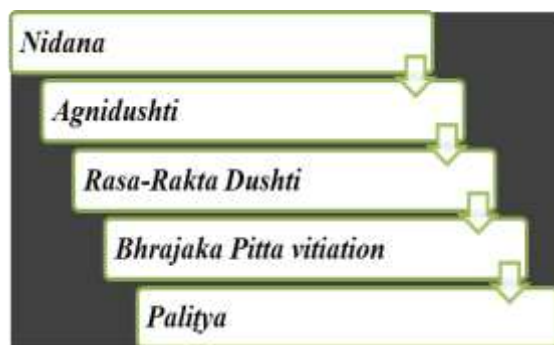 Nidana
Agnidushti
Rasa-Rakta Dushti
Bhrajaka Pitta vitiation
Palitya